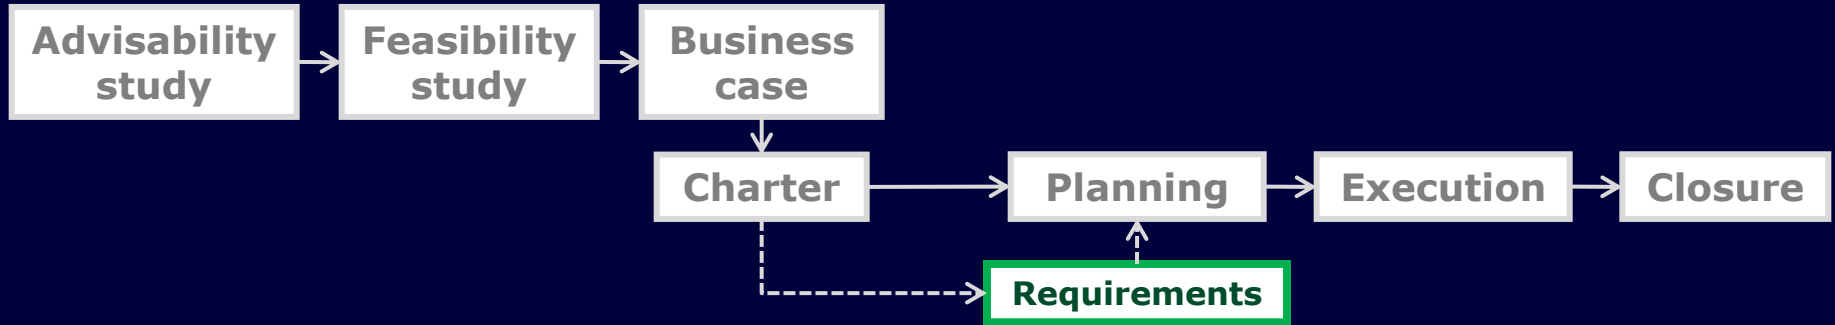 Advisability
study
Feasibility
study
Business
case
Charter
Planning
Execution
Closure
Requirements